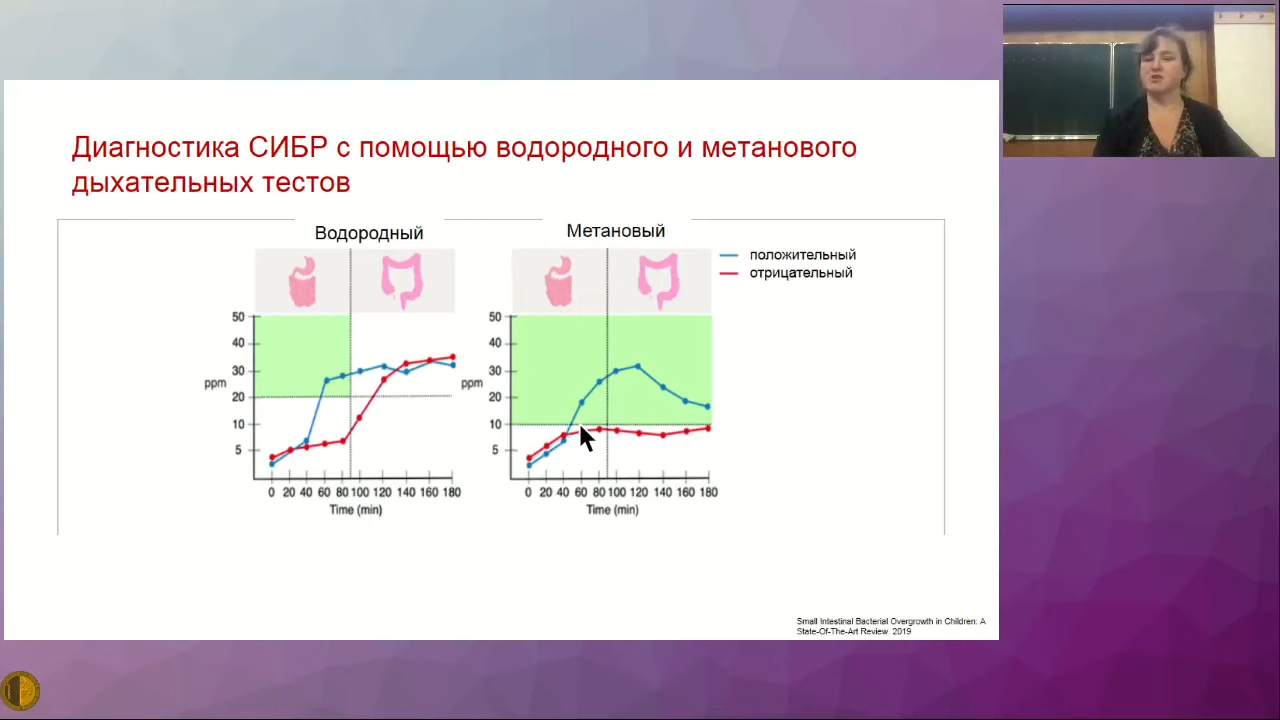 Диагностика СИБР с помощью водородного и метанового
дыхательных тестов
Водородный
Метановый
положительный
отрицательный
50
40
30
ppm
20
10
5
0 20 40 60 80 100 120 140 160 180
Time (min)
50
40
30
ppm
20
10
5
0 20 40 60 80 100 120 140 160 180
Time (min)
Small Intestinal Bacterial Overgrowth in Children: A
State-Of-The-Art Review. 2019